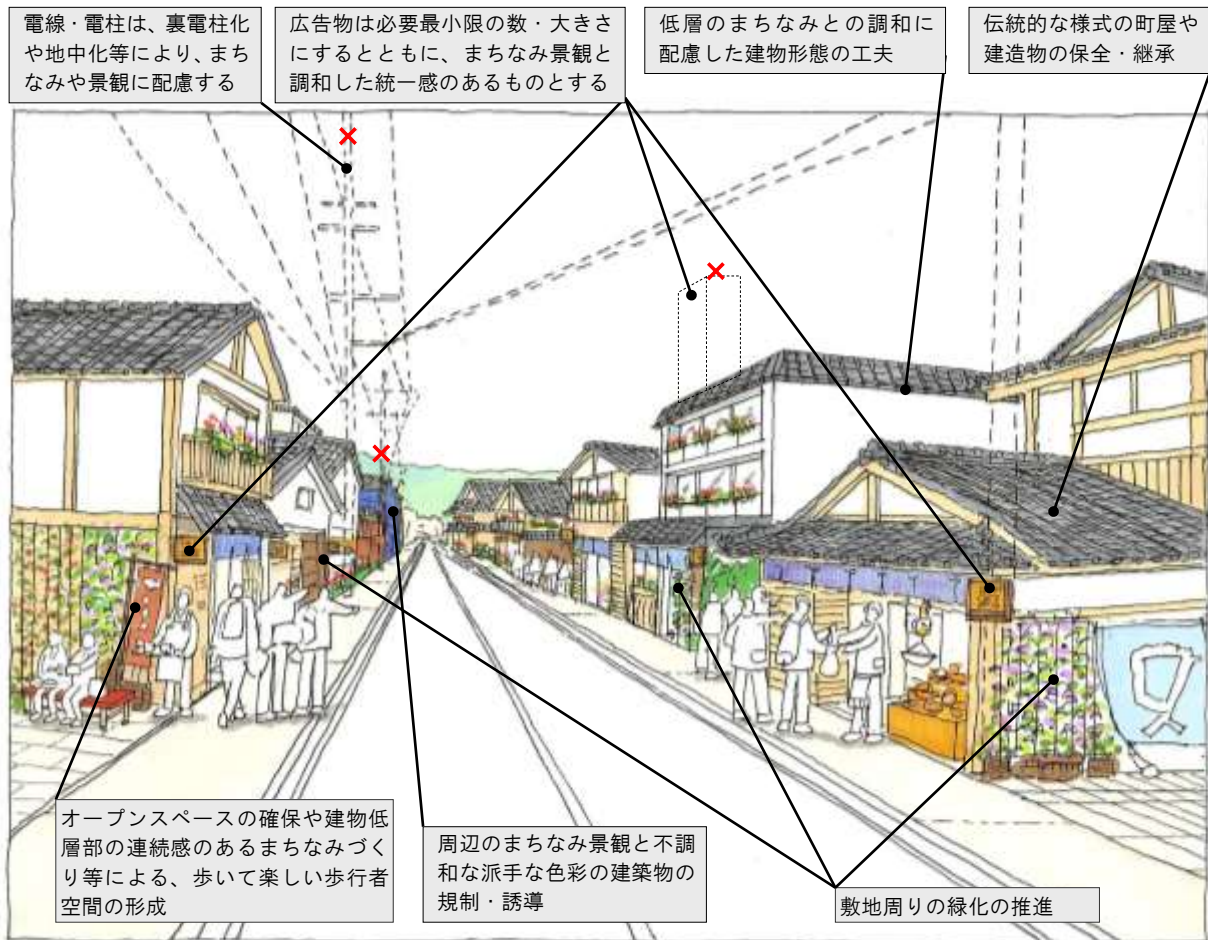 電線・電柱は、裏電柱化
や地中化等により、まち
なみや景観に配慮する
広告物は必要最小限の数・大きさ
にするとともに、まちなみ景観と
調和した統一感のあるものとする
低層のまちなみとの調和に
配慮した建物形態の工夫
伝統的な様式の町屋や
建造物の保全・継承
オープンスペースの確保や建物低
層部の連続感のあるまちなみづく
り等による、歩いて楽しい歩行者
空間の形成
周辺のまちなみ景観と不調
和な派手な色彩の建築物の
規制・誘導
敷地周りの緑化の推進